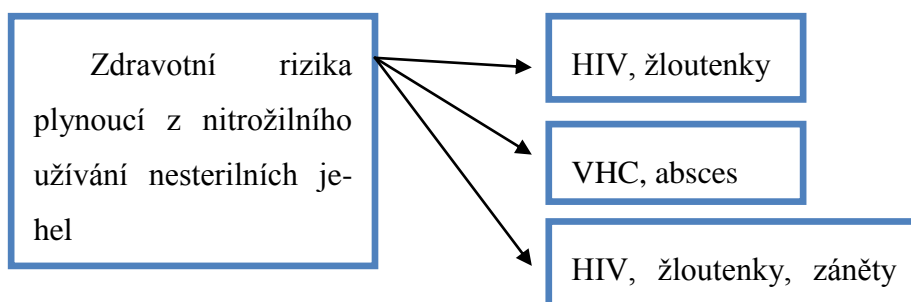 Zdravotní rizika
plynoucí z nitrožilního
užívání nesterilních je-
hel
HIV, žloutenky
VHC, absces
HIV, žloutenky, záněty